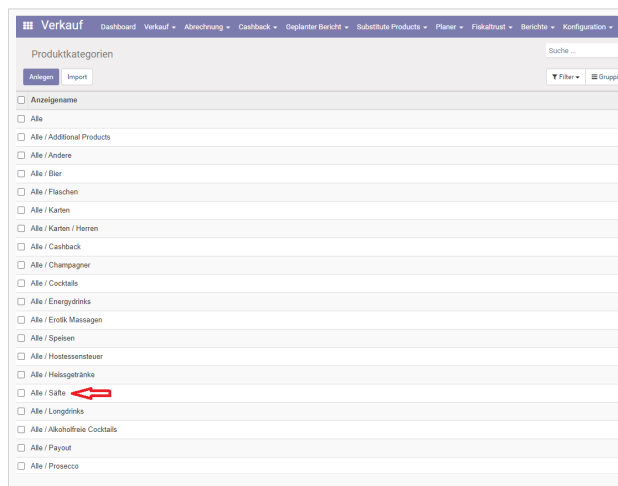 Verkauf Dashboard Verkauf Abrechnung Cashback Geplanter Bericht Substitute Products Planer Fiskaltrust Berichte Konfiguration
Produktkategorien Suche ...
Anlegen Import Filter
Anzeigename
Alle
Alle / Additional Products
Alle / Andere
Alle / Bier
Alle / Flaschen
Alle / Karten
Alle / Karten / Herren
Alle / Cashback
Alle / Champagner
Alle / Cocktails
Alle / Energydrinks
Alle / Erotik Massagen
Alle / Speisen
Alle / Hostessensteuer
Alle / Heissgetränke
Alle / Säfte
Alle / Longdrinks
Alle / Alkoholfreie Cocktails
Alle / Payout
Alle / Prosecco